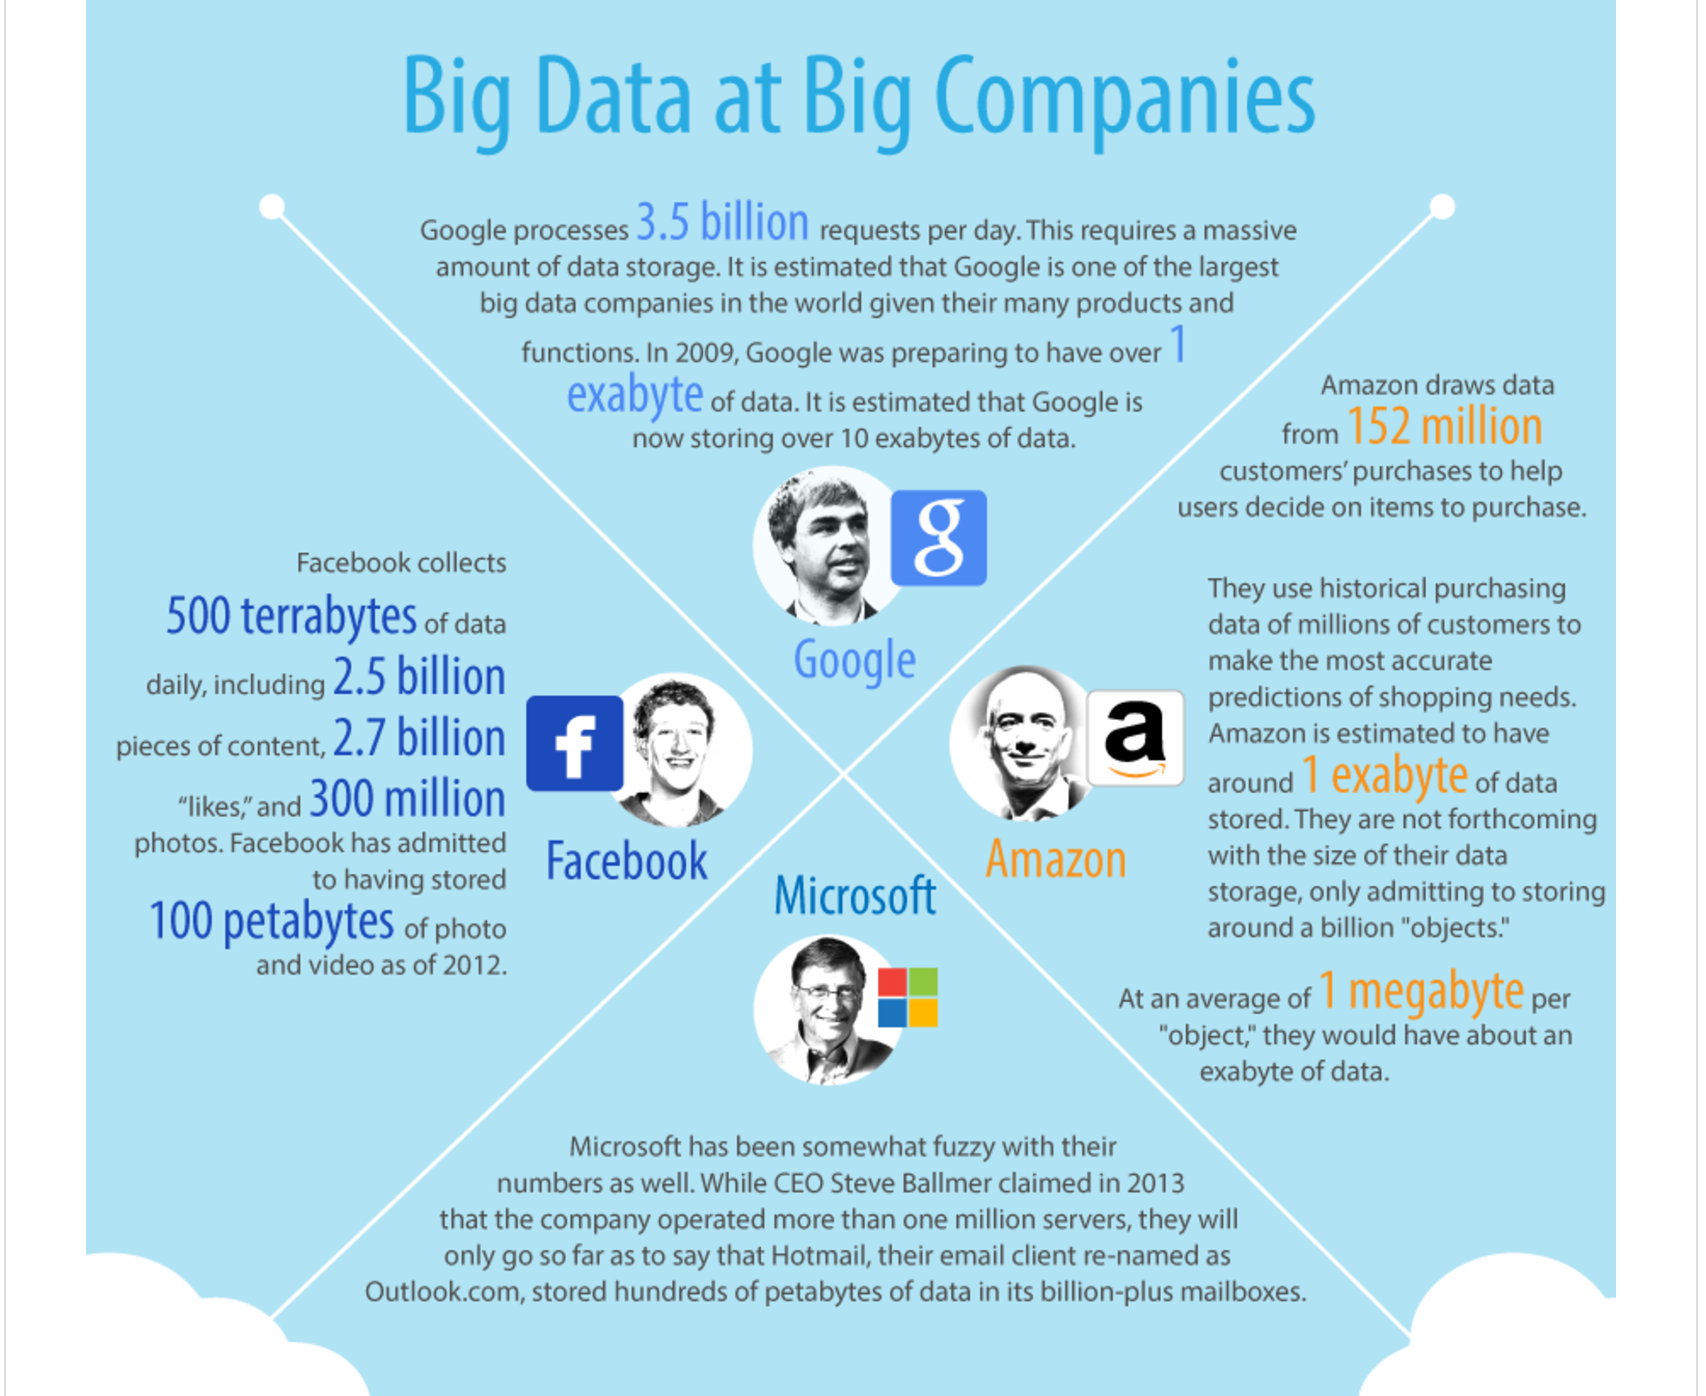 Big Data at Big Companies
Google processes 3.5 billion requests per day. This requires a massive
amount of data storage. It is estimated that Google is one of the largest
big data companies in the world given their many products and
functions. In 2009, Google was preparing to have over 1
exabyte of data. It is estimated that Google is
now storing over 10 exabytes of data.
g
Google
Facebook collects
500 terrabytes of data
daily, including 2.5 billion
pieces of content, 2.7 billion
“likes,” and 300 million
photos. Facebook has admitted
to having stored
100 petabytes of photo
and video as of 2012.
f
Facebook
Amazon draws data
from 152 million
customers’ purchases to help
users decide on items to purchase.
They use historical purchasing
data of millions of customers to
make the most accurate
predictions of shopping needs.
Amazon is estimated to have
around 1 exabyte of data
stored. They are not forthcoming
with the size of their data
storage, only admitting to storing
around a billion "objects."
At an average of 1 megabyte per
"object," they would have about an
exabyte of data.
a
Amazon
Microsoft
Microsoft has been somewhat fuzzy with their
numbers as well. While CEO Steve Ballmer claimed in 2013
that the company operated more than one million servers, they will
only go so far as to say that Hotmail, their email client re-named as
Outlook.com, stored hundreds of petabytes of data in its billion-plus mailboxes.